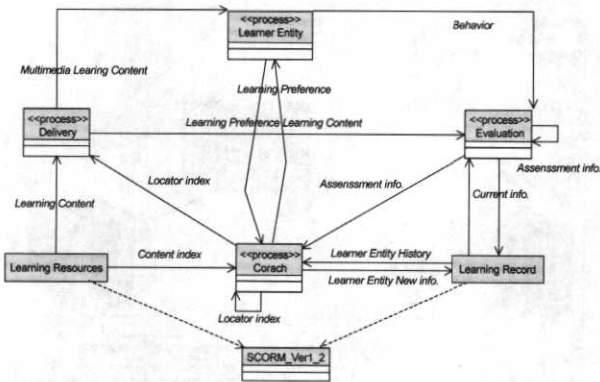 <<process>>
Learner Entity
Behavior
Multimedia Learing Content
Learning Preference
<<process>>
Delivery
Learning Preference Learning Content
<<process>>
Evaluation
Locator index
Assenssment info.
Assenssment info.
Learning Content
Current info.
Learning Resources
Content index
<<process>>
Corach
Learner Entity History
Learner Entity New info.
Learning Record
Locator index
SCORM_Ver1_2